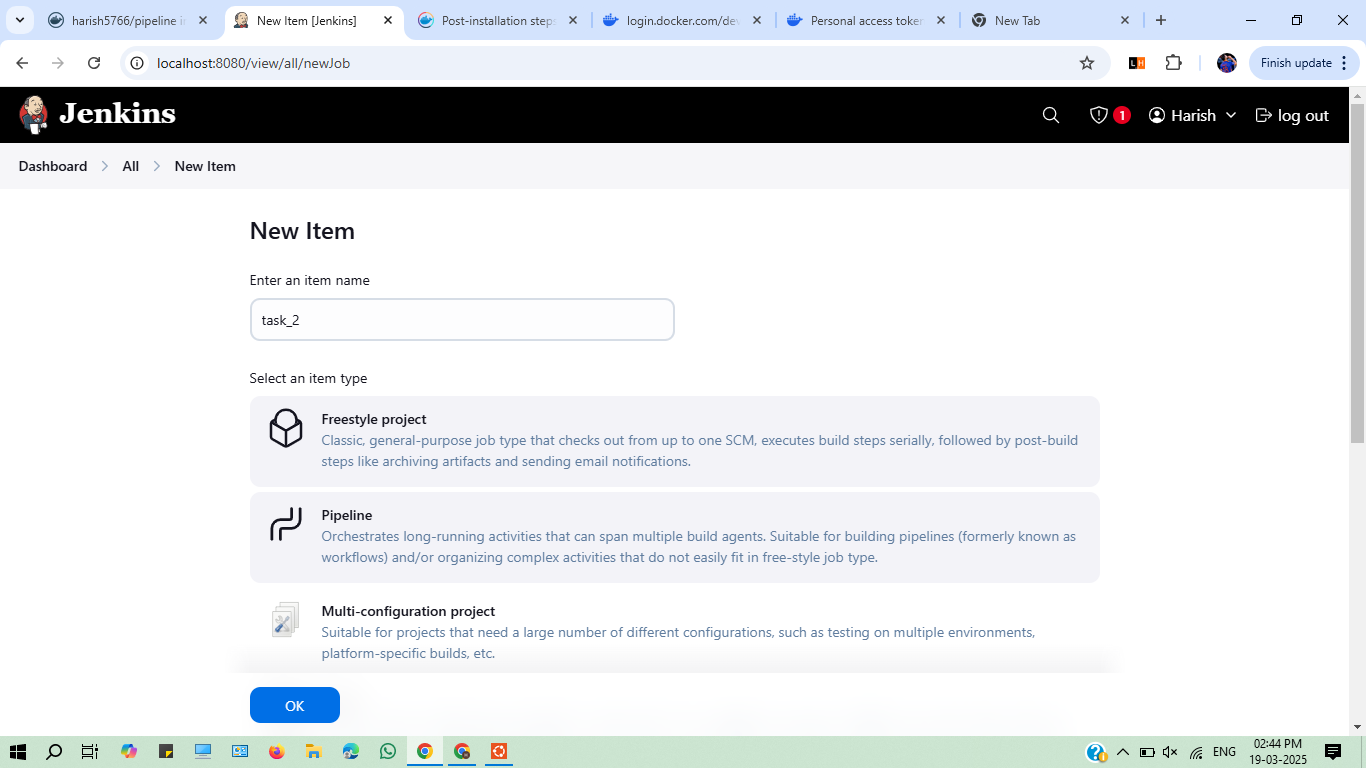 harish5766/pipeline in
New Item [Jenkins]
Post-installation steps
login.docker.com/dev
Personal access token
New Tab
localhost:8080/view/all/newJob
Finish update
Jenkins
1
Harish
log out
Dashboard
All
New Item
New Item
Enter an item name
task_2
Select an item type
Freestyle project
Classic, general-purpose job type that checks out from up to one SCM, executes build steps serially, followed by post-build
steps like archiving artifacts and sending email notifications.
Pipeline
Orchestrates long-running activities that can span multiple build agents. Suitable for building pipelines (formerly known as
workflows) and/or organizing complex activities that do not easily fit in free-style job type.
Multi-configuration project
Suitable for projects that need a large number of different configurations, such as testing on multiple environments,
platform-specific builds, etc.
OK
ENG
02:44 PM
19-03-2025